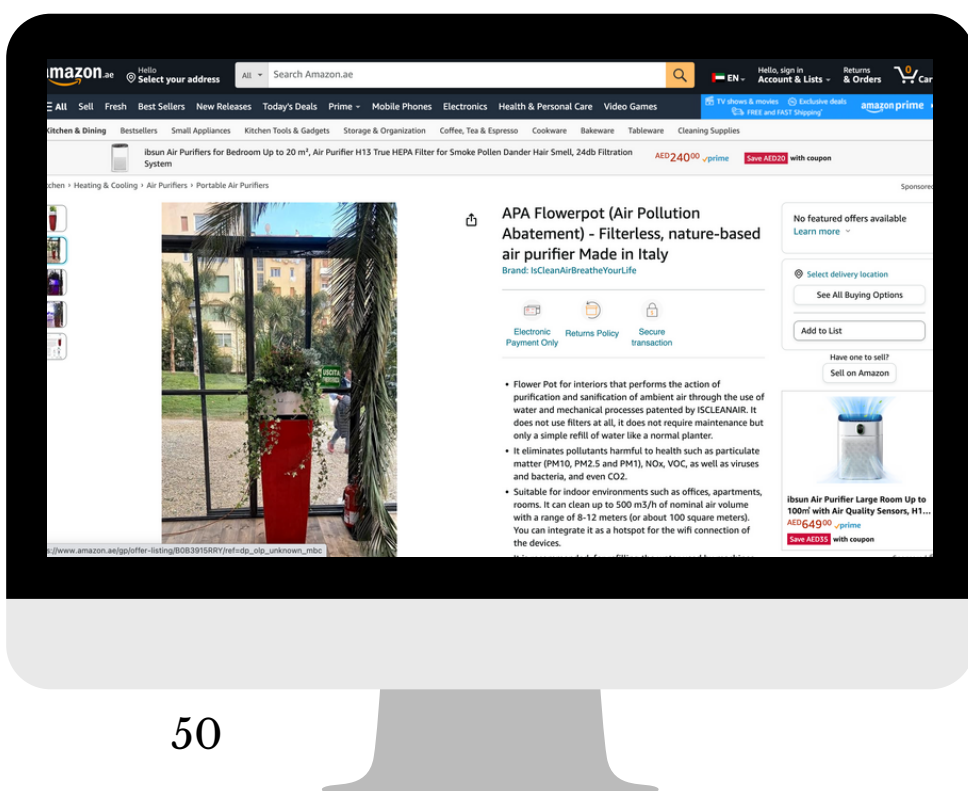 amazon.ae
Hello
Select your address
All
Search Amazon.ae
EN
Hello, sign in
Account & Lists
Returns
& Orders
0
Car
All Sell Fresh Best Sellers New Releases Today's Deals Prime Mobile Phones Electronics Health & Personal Care Video Games
TV shows & movies Exclusive deals
FREE and FAST Shipping*
amazon prime
Kitchen & Dining Bestsellers Small Appliances Kitchen Tools & Gadgets Storage & Organization Coffee, Tea & Espresso Cookware Bakeware Tableware Cleaning Supplies
ibsun Air Purifiers for Bedroom Up to 20 m², Air Purifier H13 True HEPA Filter for Smoke Pollen Dander Hair Smell, 24db Filtration
System
AED240⁰⁰ prime
Save AED20 with coupon
chen › Heating & Cooling › Air Purifiers › Portable Air Purifiers
Sponsored
USCITA
APA Flowerpot (Air Pollution
Abatement) - Filterless, nature-based
air purifier Made in Italy
Brand: IsCleanAirBreatheYourLife
Electronic
Payment Only
Returns Policy
Secure
transaction
• Flower Pot for interiors that performs the action of
purification and sanification of ambient air through the use of
water and mechanical processes patented by ISCLEANAIR. It
does not use filters at all, it does not require maintenance but
only a simple refill of water like a normal planter.
• It eliminates pollutants harmful to health such as particulate
matter (PM10, PM2.5 and PM1), NOx, VOC, as well as viruses
and bacteria, and even CO2.
• Suitable for indoor environments such as offices, apartments,
rooms. It can clean up to 500 m3/h of nominal air volume
with a range of 8-12 meters (or about 100 square meters).
You can integrate it as a hotspot for the wifi connection of
the devices.
No featured offers available
Learn more
Select delivery location
See All Buying Options
Add to List
Have one to sell?
Sell on Amazon
ibsun Air Purifier Large Room Up to
100㎡ with Air Quality Sensors, H1...
AED649⁰⁰ prime
Save AED35 with coupon
s://www.amazon.ae/gp/offer-listing/B0B3915RRY/ref=dp_olp_unknown_mbc
50